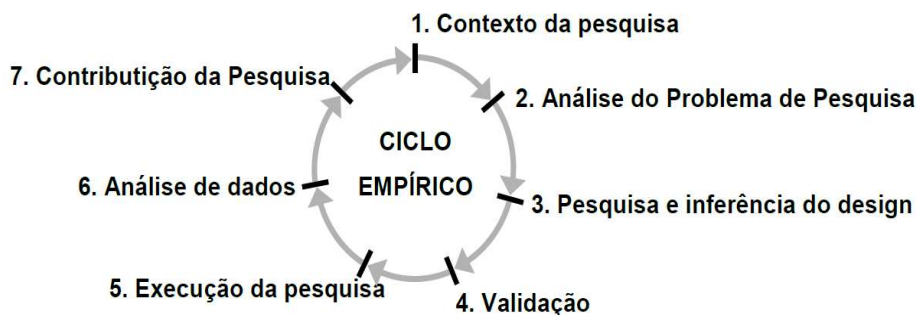 1. Contexto da pesquisa
7. Contributição da Pesquisa
2. Análise do Problema de Pesquisa
CICLO
EMPÍRICO
6. Análise de dados
3. Pesquisa e inferência do design
5. Execução da pesquisa
4. Validação